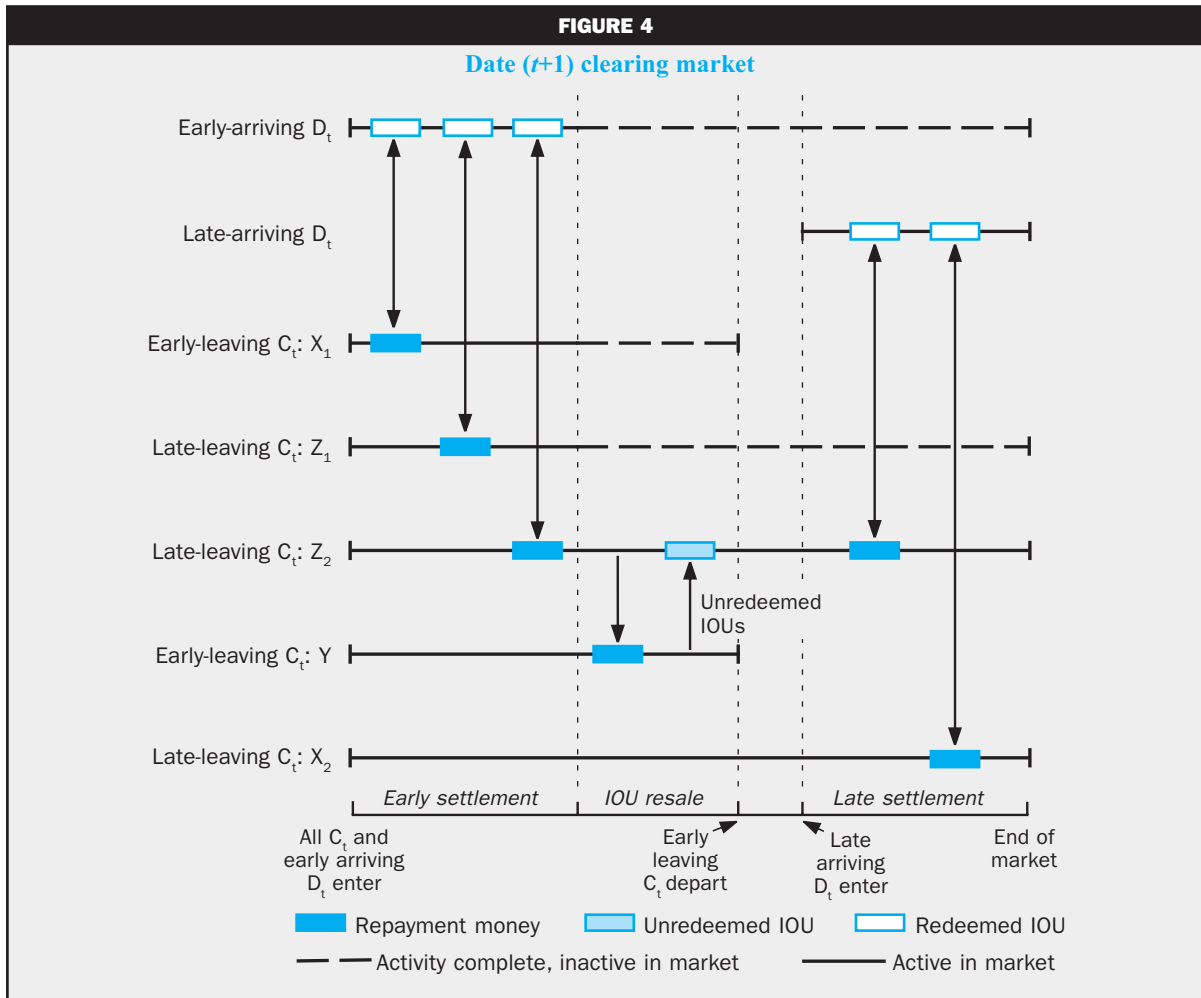 FIGURE 4
Date (t+1) clearing market
Early-arriving Dₜ
Late-arriving Dₜ
Early-leaving Cₜ: X₁
Late-leaving Cₜ: Z₁
Late-leaving Cₜ: Z₂
Unredeemed
IOUs
Early-leaving Cₜ: Y
Late-leaving Cₜ: X₂
Early settlement IOU resale Late settlement
All Cₜ and
early arriving
Dₜ enter
Early
leaving
Cₜ depart
Late
arriving
Dₜ enter
End of
market
Repayment money Unredeemed IOU Redeemed IOU
Activity complete, inactive in market Active in market